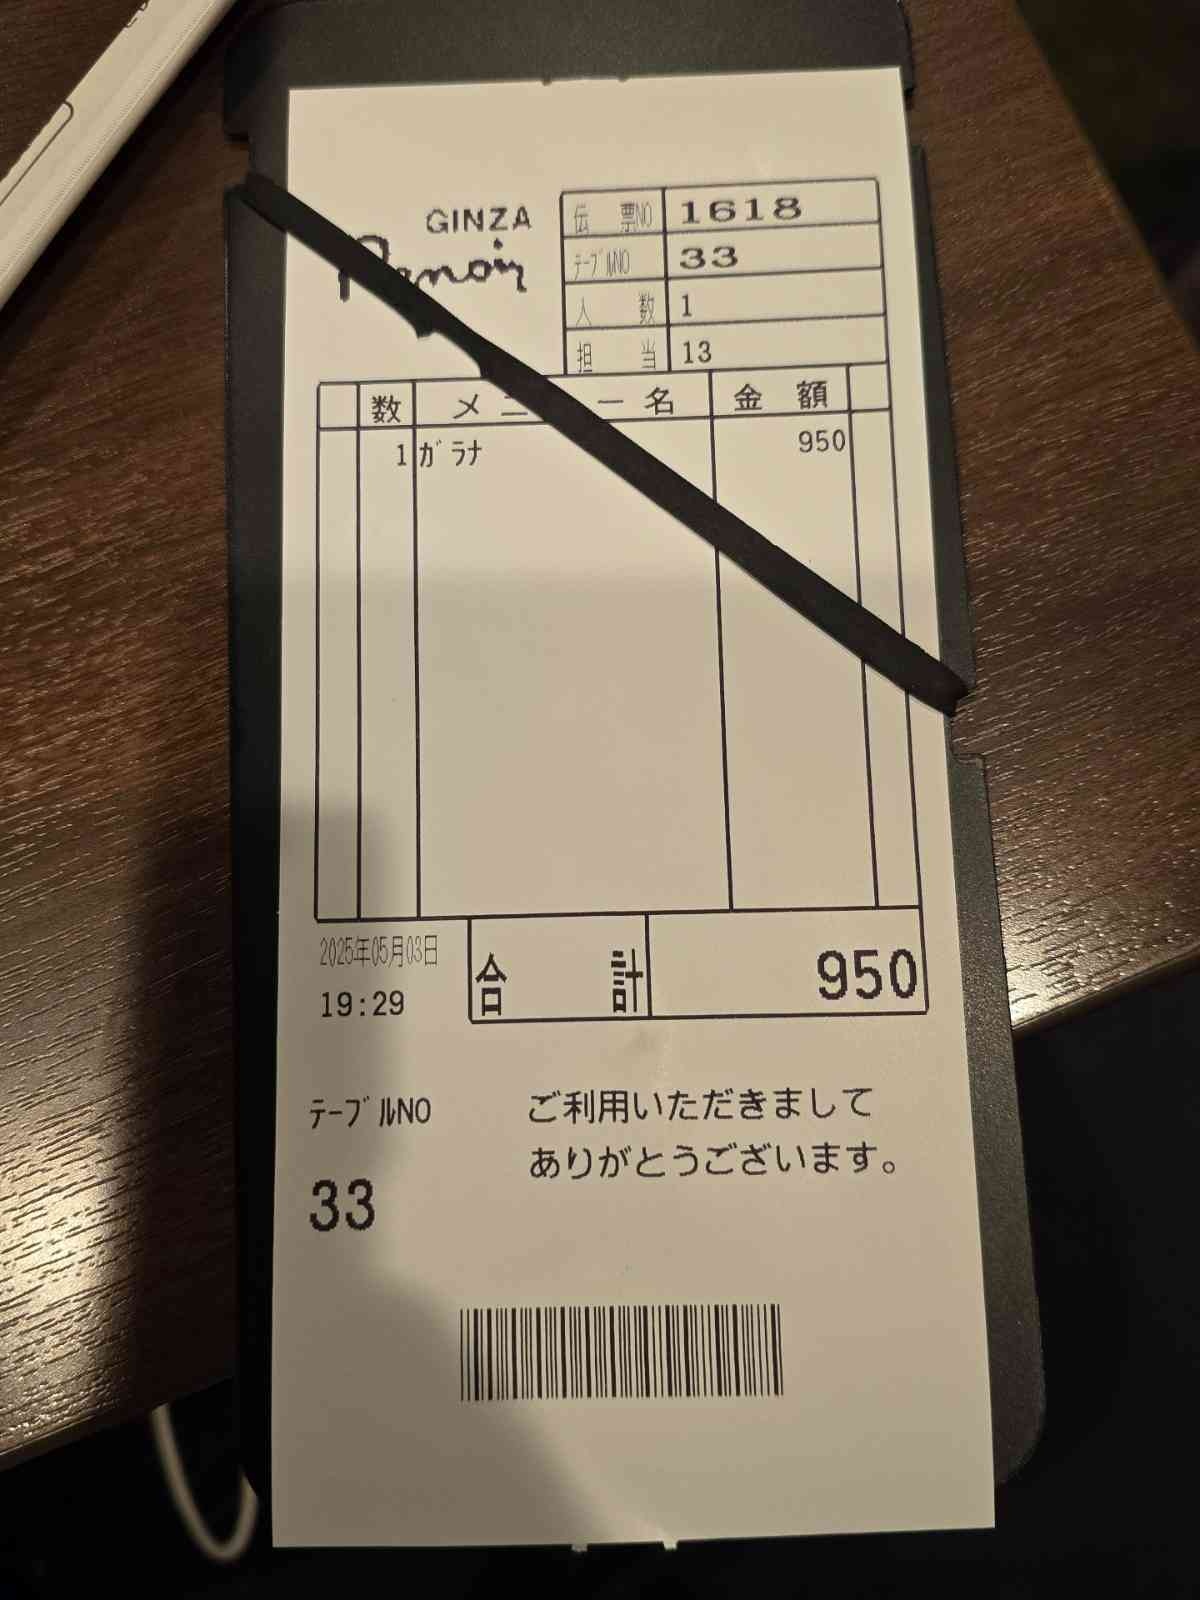 GINZA
Renoir
伝票NO 1618
テーブルNO 33
人数 1
担当 13
数 メニュー名 金額
1 ガラナ 950
2025年05月03日
19:29
合計 950
テーブルNO
33
ご利用いただきまして
ありがとうございます。